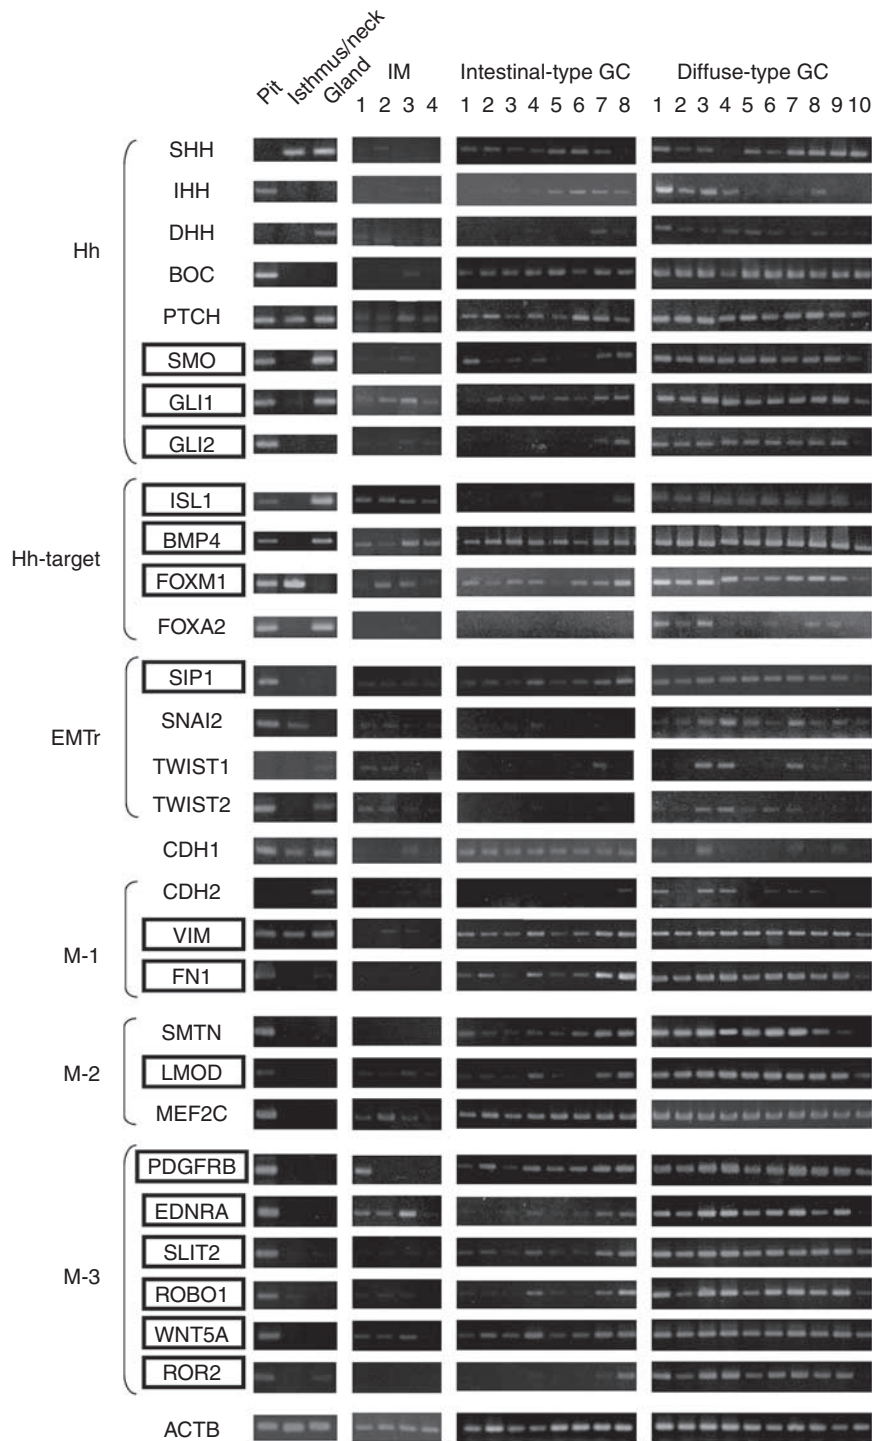 Pit Isthmus/neck Gland
IM Intestinal-type GC Diffuse-type GC
1 2 3 4 1 2 3 4 5 6 7 8 1 2 3 4 5 6 7 8 9 10
Hh
SHH
IHH
DHH
BOC
PTCH
SMO
GLI1
GLI2
Hh-target
ISL1
BMP4
FOXM1
FOXA2
EMTr
SIP1
SNAI2
TWIST1
TWIST2
CDH1
M-1
CDH2
VIM
FN1
M-2
SMTN
LMOD
MEF2C
M-3
PDGFRB
EDNRA
SLIT2
ROBO1
WNT5A
ROR2
ACTB